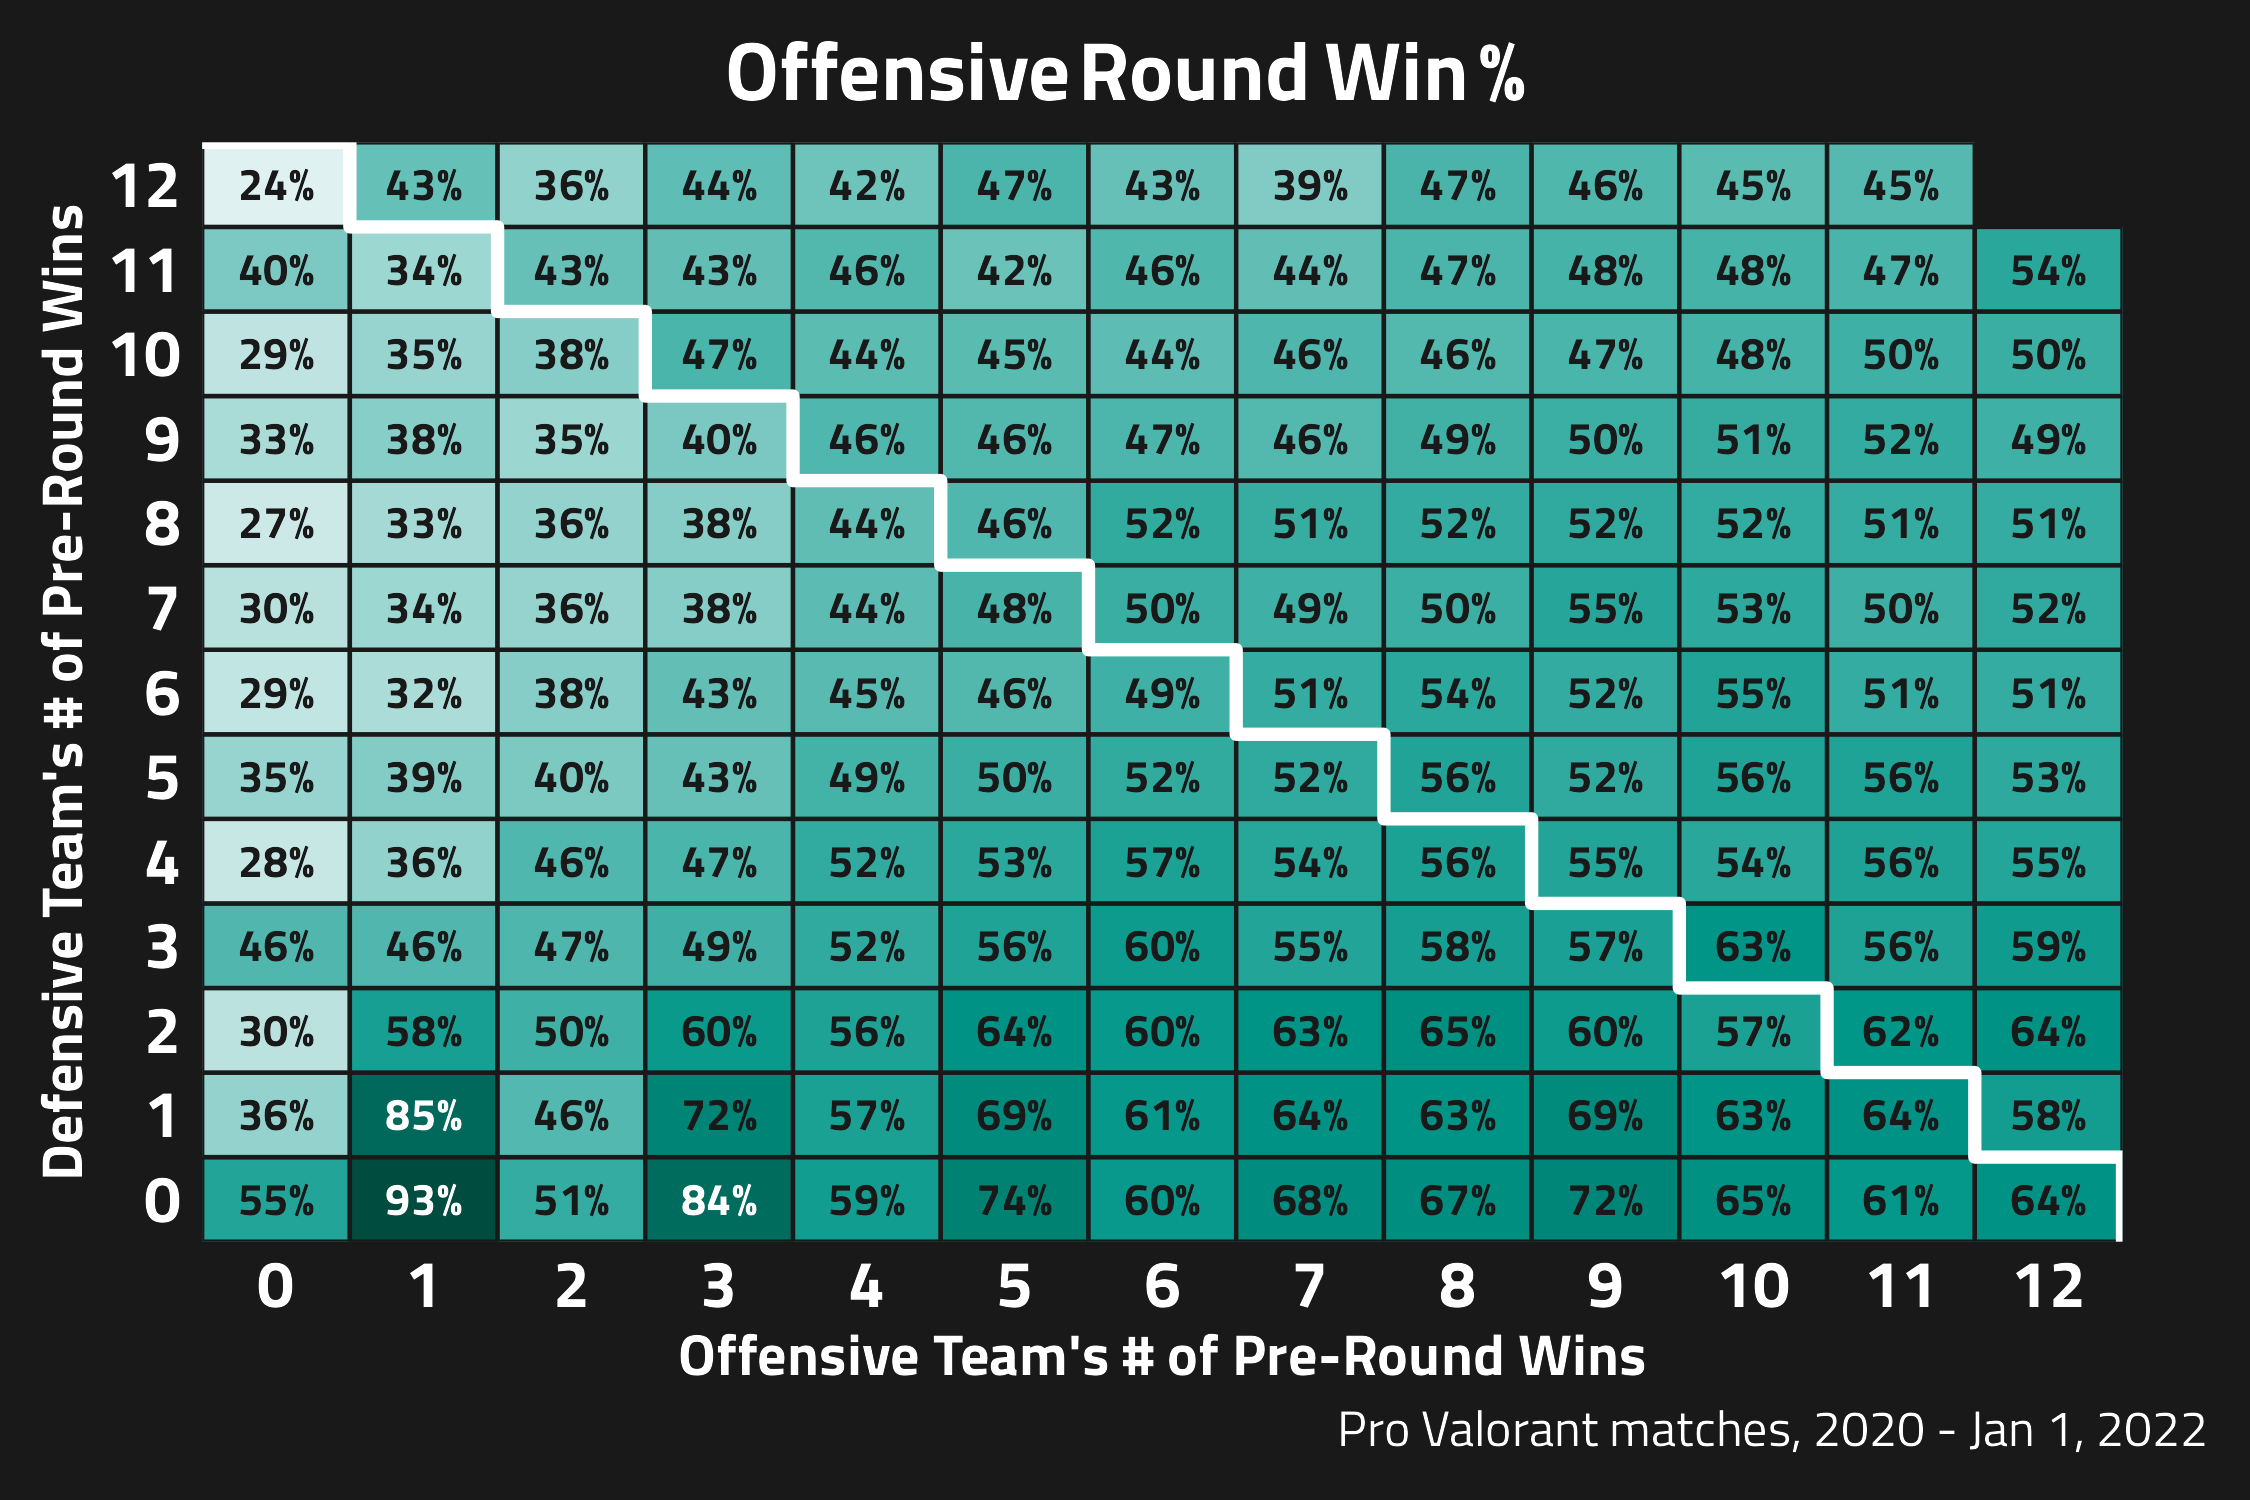 Offensive Round Win %
Defensive Team's # of Pre-Round Wins
12 24% 43% 36% 44% 42% 47% 43% 39% 47% 46% 45% 45%
11 40% 34% 43% 43% 46% 42% 46% 44% 47% 48% 48% 47% 54%
10 29% 35% 38% 47% 44% 45% 44% 46% 46% 47% 48% 50% 50%
9 33% 38% 35% 40% 46% 46% 47% 46% 49% 50% 51% 52% 49%
8 27% 33% 36% 38% 44% 46% 52% 51% 52% 52% 52% 51% 51%
7 30% 34% 36% 38% 44% 48% 50% 49% 50% 55% 53% 50% 52%
6 29% 32% 38% 43% 45% 46% 49% 51% 54% 52% 55% 51% 51%
5 35% 39% 40% 43% 49% 50% 52% 52% 56% 52% 56% 56% 53%
4 28% 36% 46% 47% 52% 53% 57% 54% 56% 55% 54% 56% 55%
3 46% 46% 47% 49% 52% 56% 60% 55% 58% 57% 63% 56% 59%
2 30% 58% 50% 60% 56% 64% 60% 63% 65% 60% 57% 62% 64%
1 36% 85% 46% 72% 57% 69% 61% 64% 63% 69% 63% 64% 58%
0 55% 93% 51% 84% 59% 74% 60% 68% 67% 72% 65% 61% 64%
0 1 2 3 4 5 6 7 8 9 10 11 12
Offensive Team's # of Pre-Round Wins
Pro Valorant matches, 2020 - Jan 1, 2022